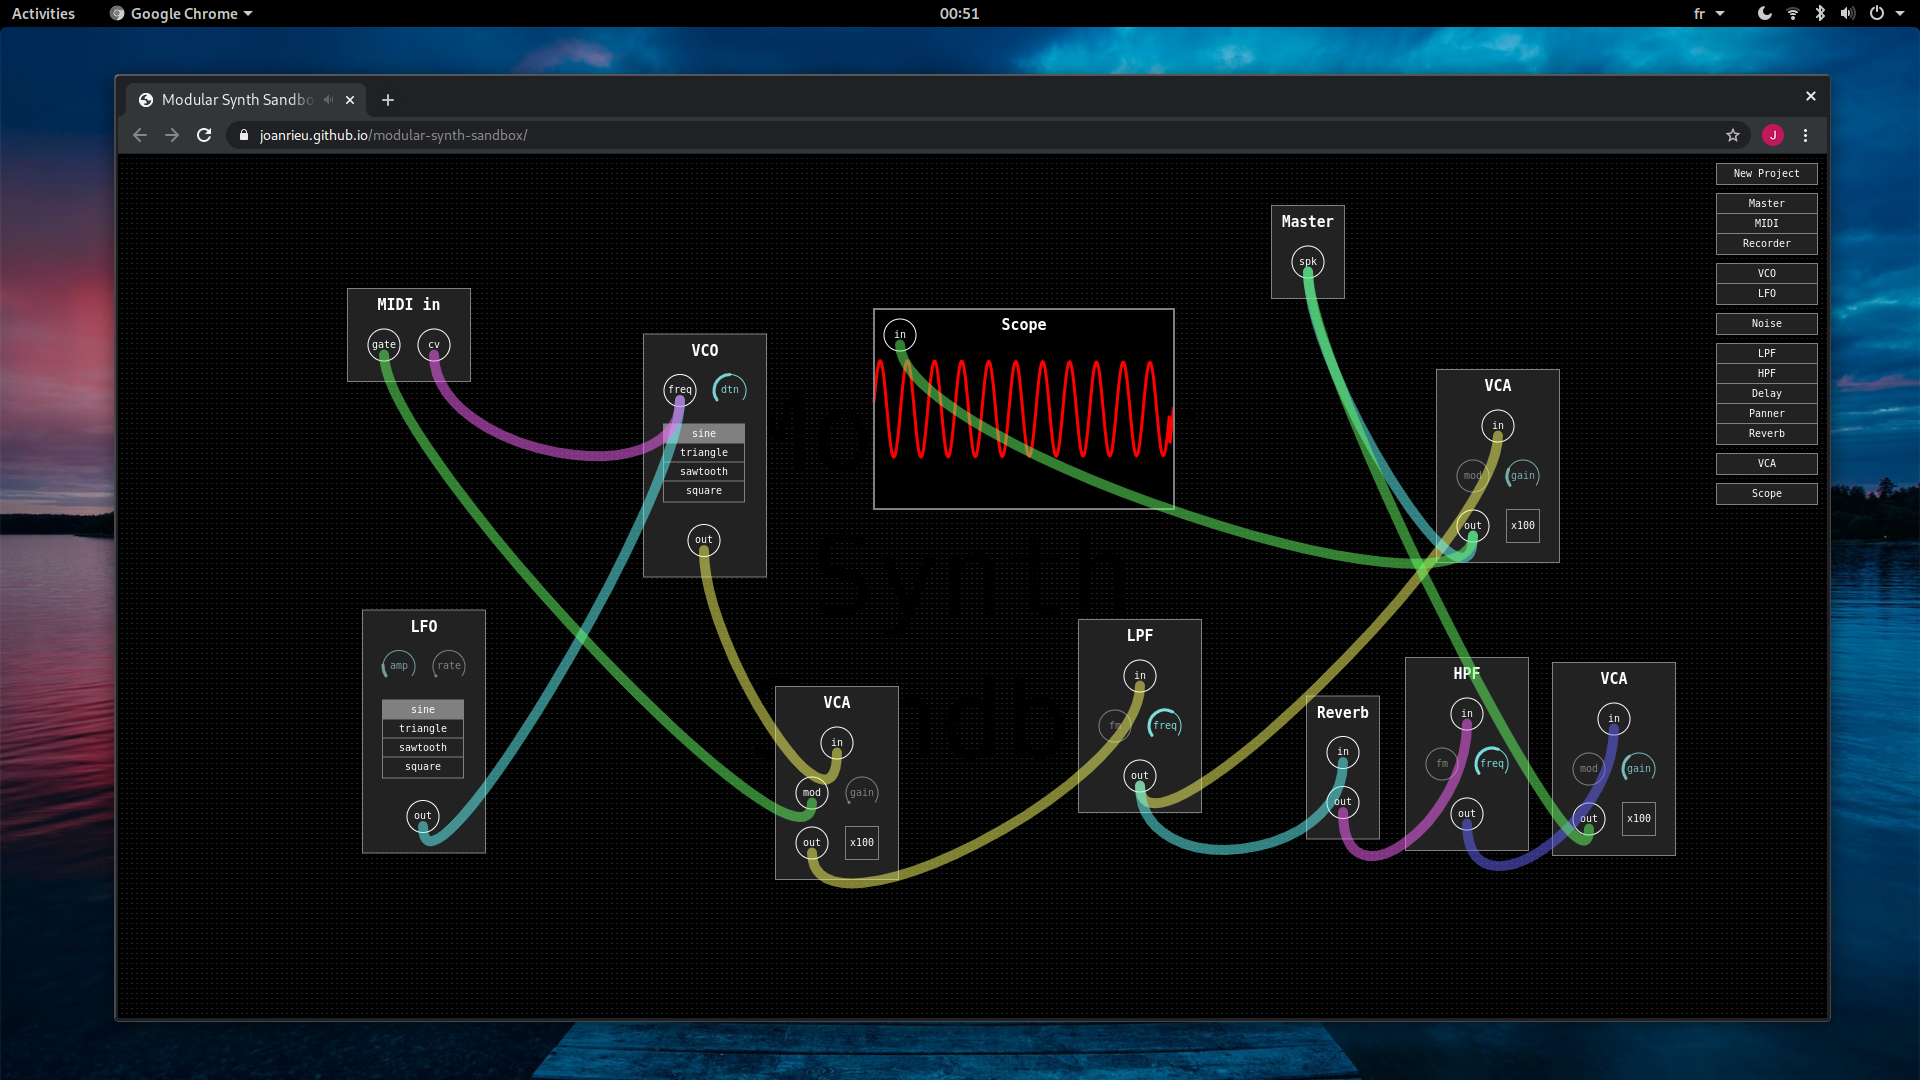 Activities Google Chrome 00:51 fr
Modular Synth Sandbo
joanrieu.github.io/modular-synth-sandbox/
J
New Project
Master
MIDI
Recorder
VCO
LFO
Noise
LPF
HPF
Delay
Panner
Reverb
VCA
Scope
Master
spk
MIDI in
gate cv
VCO
freq dtn
sine
triangle
sawtooth
square
out
Scope
in
VCA
in
mod gain
out x100
Synth
LFO
amp rate
sine
triangle
sawtooth
square
out
VCA
in
mod gain
out x100
LPF
in
fm freq
out
Reverb
in
out
HPF
in
fm freq
out
VCA
in
mod gain
out x100